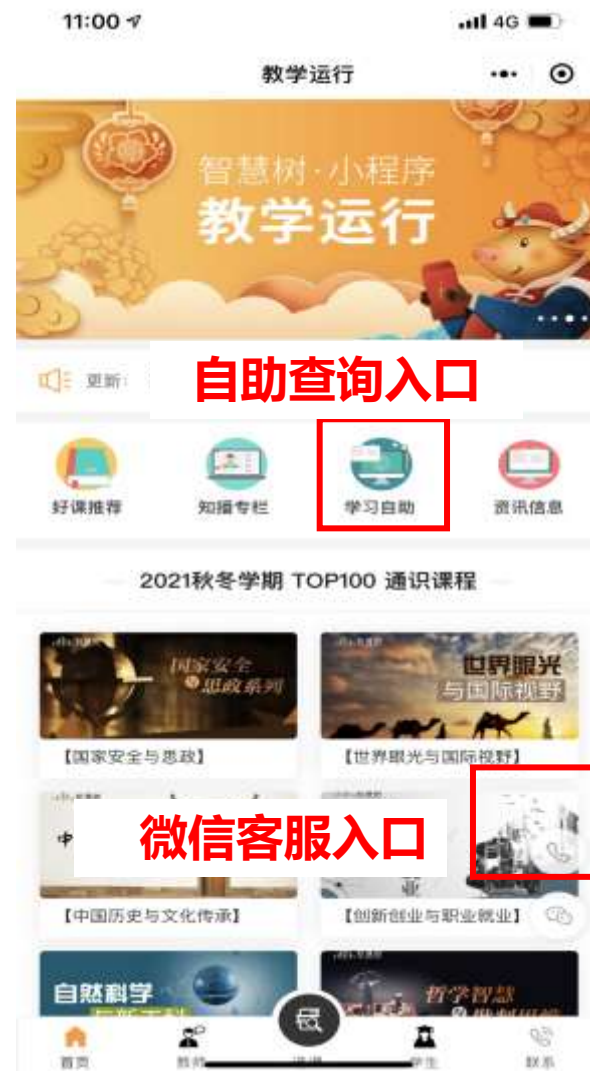 11:00
4G
教学运行
智慧树·小程序
教学运行
更新:
自助查询入口
好课推荐
知播专栏
学习自助
资讯信息
2021秋冬学期 TOP100 通识课程
国家安全
与思政系列
世界眼光
与国际视野
【国家安全与思政】
【世界眼光与国际视野】
中
微信客服入口
业
【中国历史与文化传承】
【创新创业与职业就业】
自然科学
哲学智慧
首页
教师
学生
联系